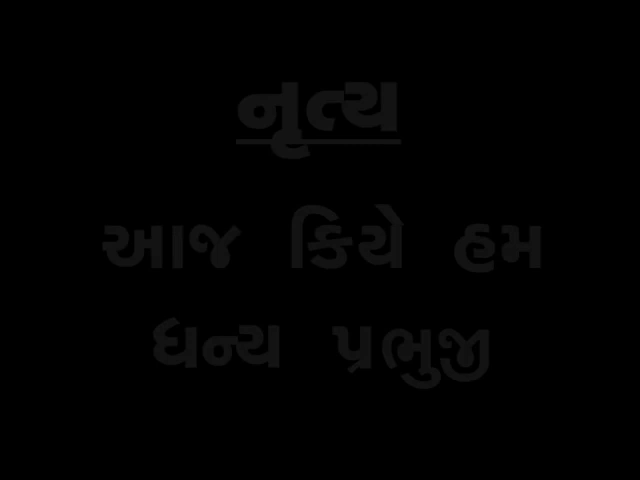 નૃત્ય
આજ કિયે હમ
ધન્ય પ્રભુજી